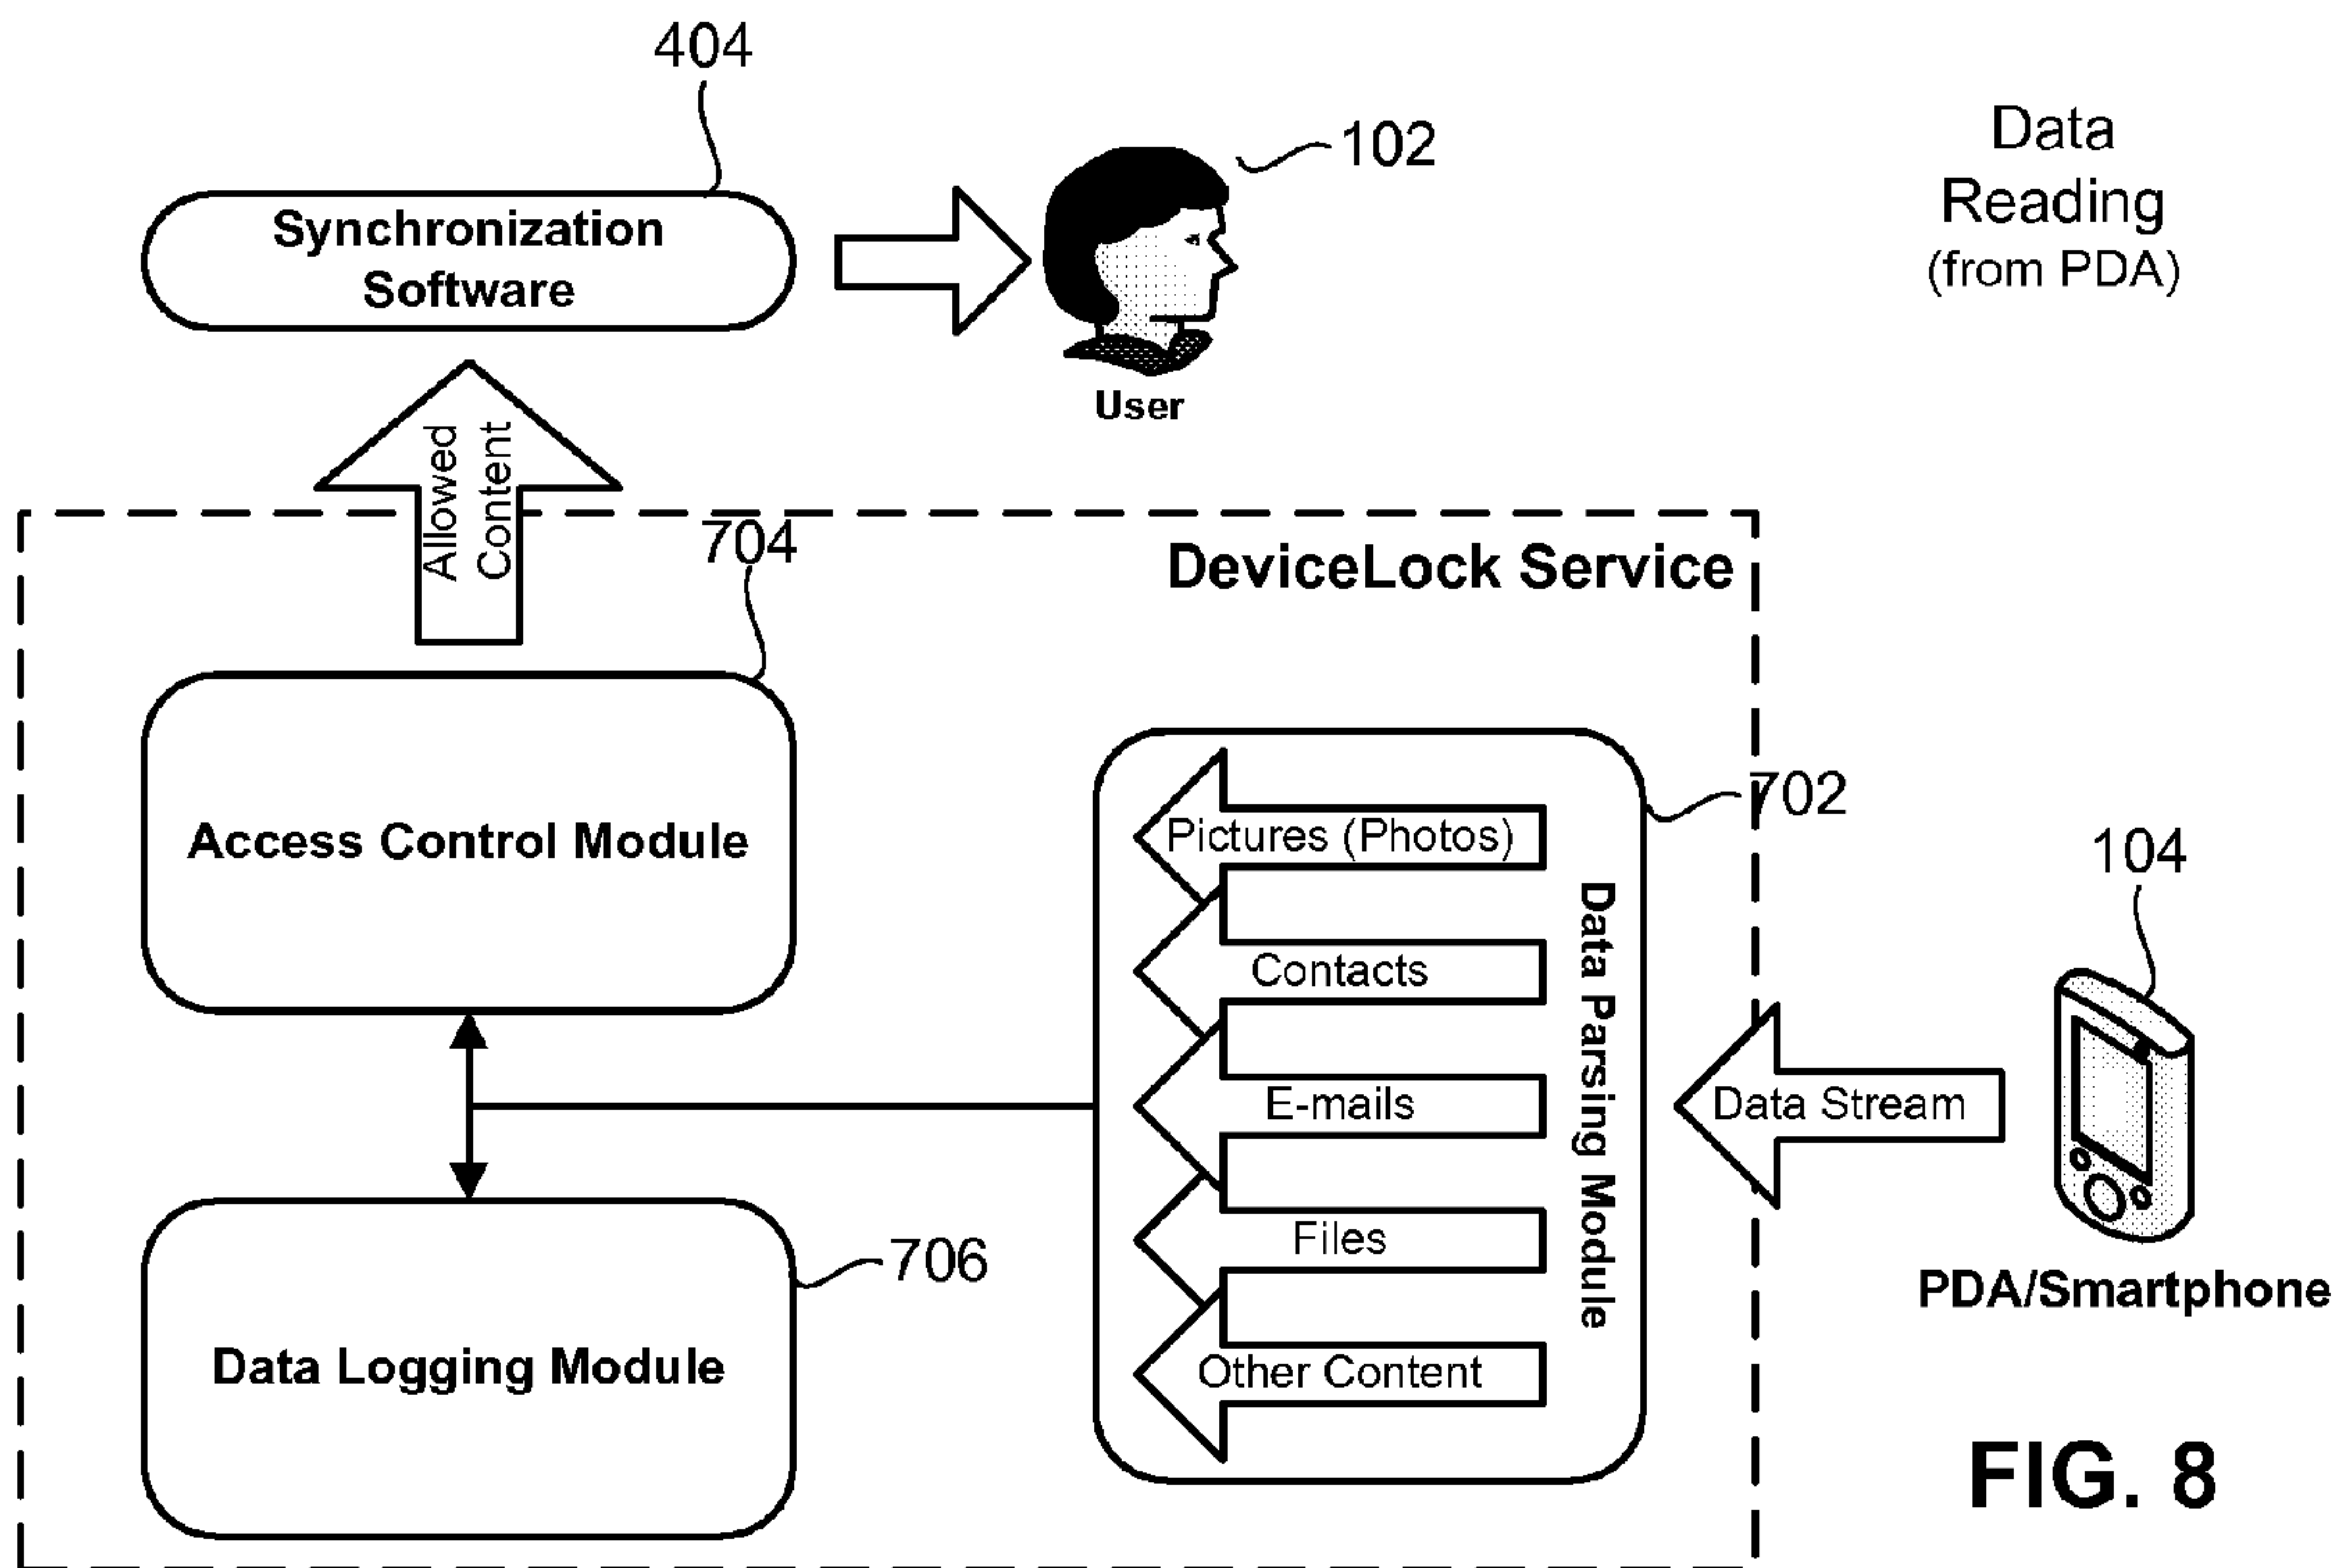 404
102
Data
Reading
(from PDA)
Synchronization
Software
User
Allowed
Content
704
DeviceLock Service
Access Control Module
702
Pictures (Photos)
Contacts
E-mails
Files
Other Content
Data Parsing Module
104
Data Stream
PDA/Smartphone
706
Data Logging Module
FIG. 8